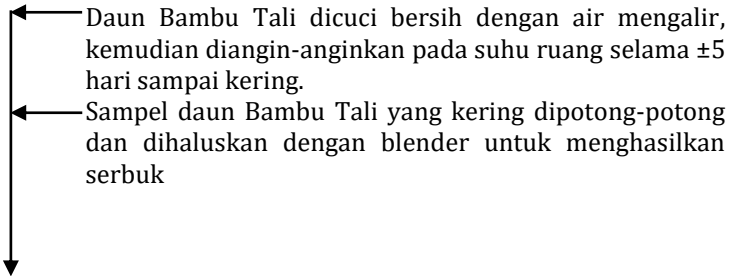 Daun Bambu Tali dicuci bersih dengan air mengalir,
kemudian diangin-anginkan pada suhu ruang selama ±5
hari sampai kering.
Sampel daun Bambu Tali yang kering dipotong-potong
dan dihaluskan dengan blender untuk menghasilkan
serbuk